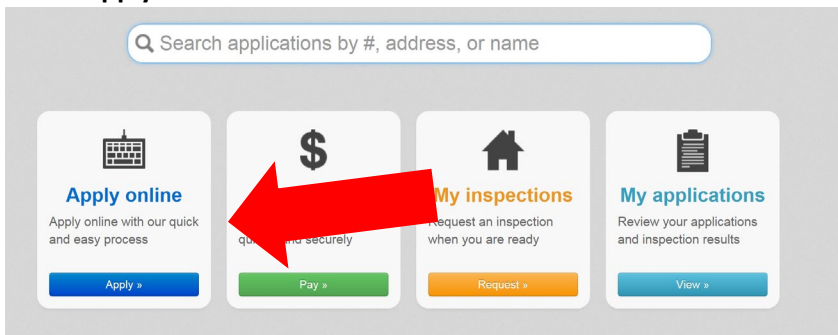 Search applications by #, address, or name
Apply online
Apply online with our quick
and easy process
Apply »
and securely
Pay »
My inspections
Request an inspection
when you are ready
Request »
My applications
Review your applications
and inspection results
View »